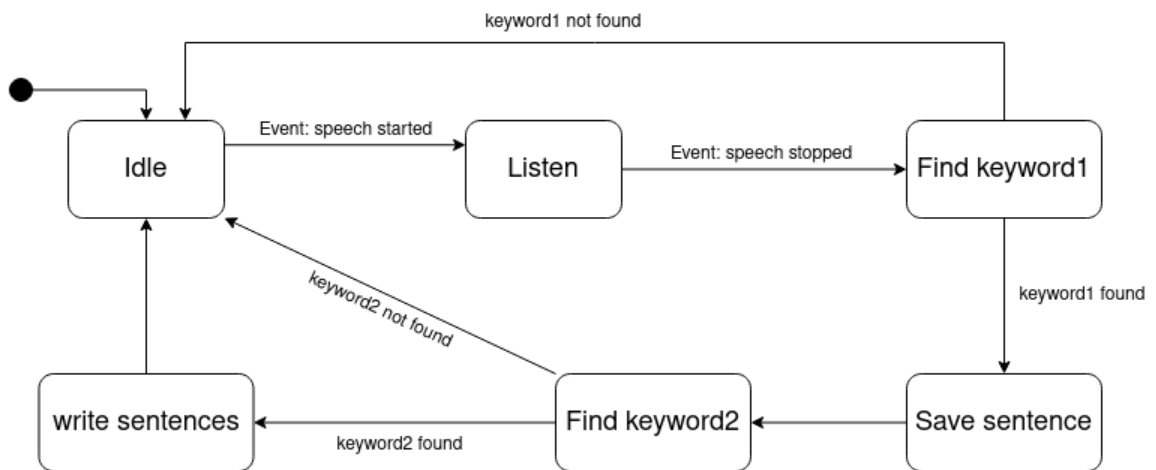 keyword1 not found
Event: speech started
Event: speech stopped
Idle
Listen
Find keyword1
keyword2 not found
keyword1 found
write sentences
keyword2 found
Find keyword2
Save sentence